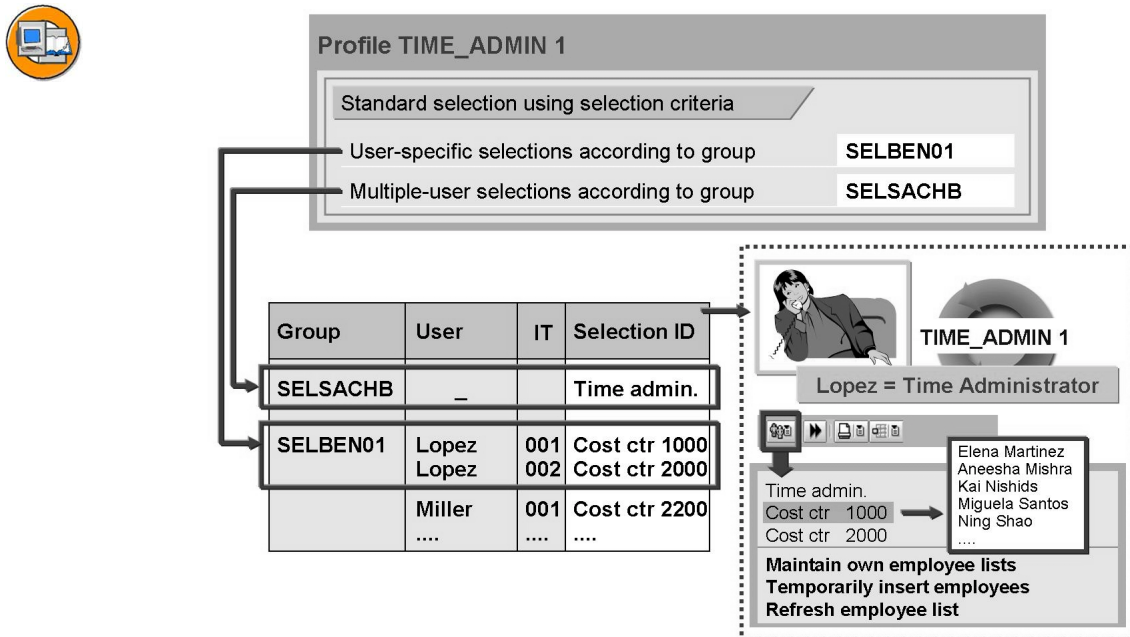 Profile TIME_ADMIN 1
Standard selection using selection criteria
User-specific selections according to group SELBEN01
Multiple-user selections according to group SELSACHB
Group User IT Selection ID
SELSACHB _ Time admin.
SELBEN01 Lopez 001 Cost ctr 1000
Lopez 002 Cost ctr 2000
Miller 001 Cost ctr 2200
.... .... ....
TIME_ADMIN 1
Lopez = Time Administrator
Time admin.
Cost ctr 1000
Cost ctr 2000
Elena Martinez
Aneesha Mishra
Kai Nishids
Miguela Santos
Ning Shao
....
Maintain own employee lists
Temporarily insert employees
Refresh employee list